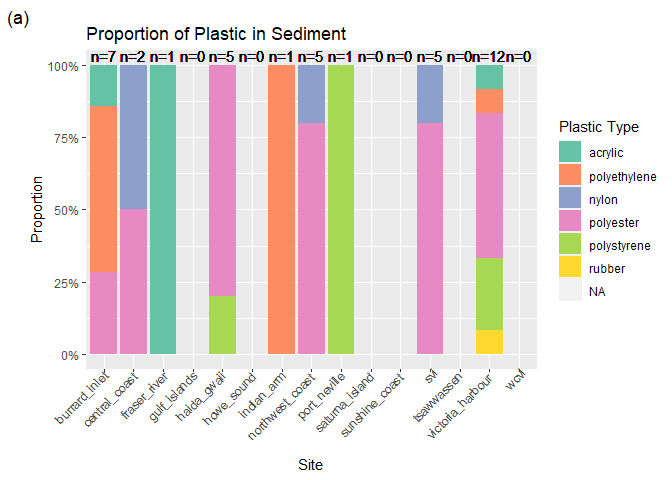 (a)
Proportion of Plastic in Sediment
n=7 n=2 n=1 n=0 n=5 n=0 n=1 n=5 n=1 n=0 n=0 n=5 n=0 n=12 n=0
100%
75%
50%
25%
0%
Proportion
burrard_inlet
central_coast
fraser_river
gulf_islands
haida_gwaii
howe_sound
indian_arm
northwest_coast
port_neville
saturna_island
sunshine_coast
svi
tsawwassen
victoria_harbour
wcvi
Site
Plastic Type
acrylic
polyethylene
nylon
polyester
polystyrene
rubber
NA